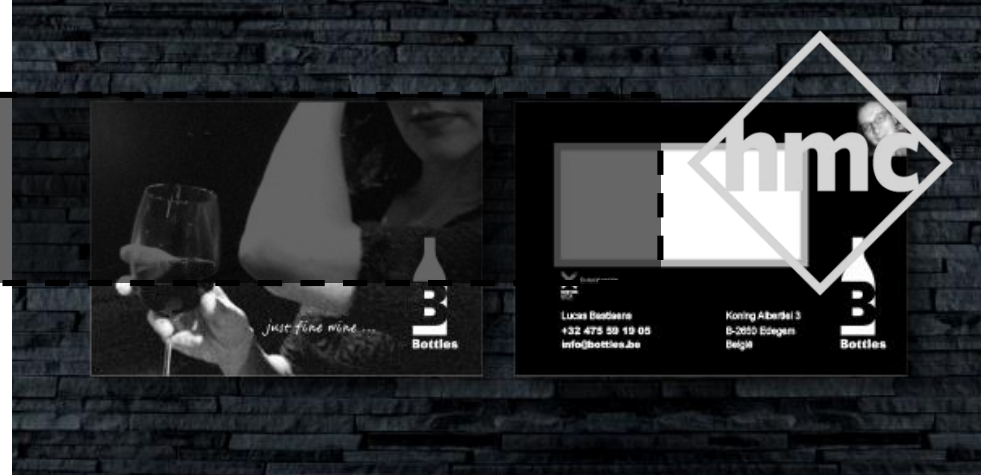 hmc
just fine wine ...
B
Bottles
Lucas Bastiaens
+32 475 59 19 05
info@bottles.be
Koning Albertlei 3
B-2650 Edegem
België
B
Bottles